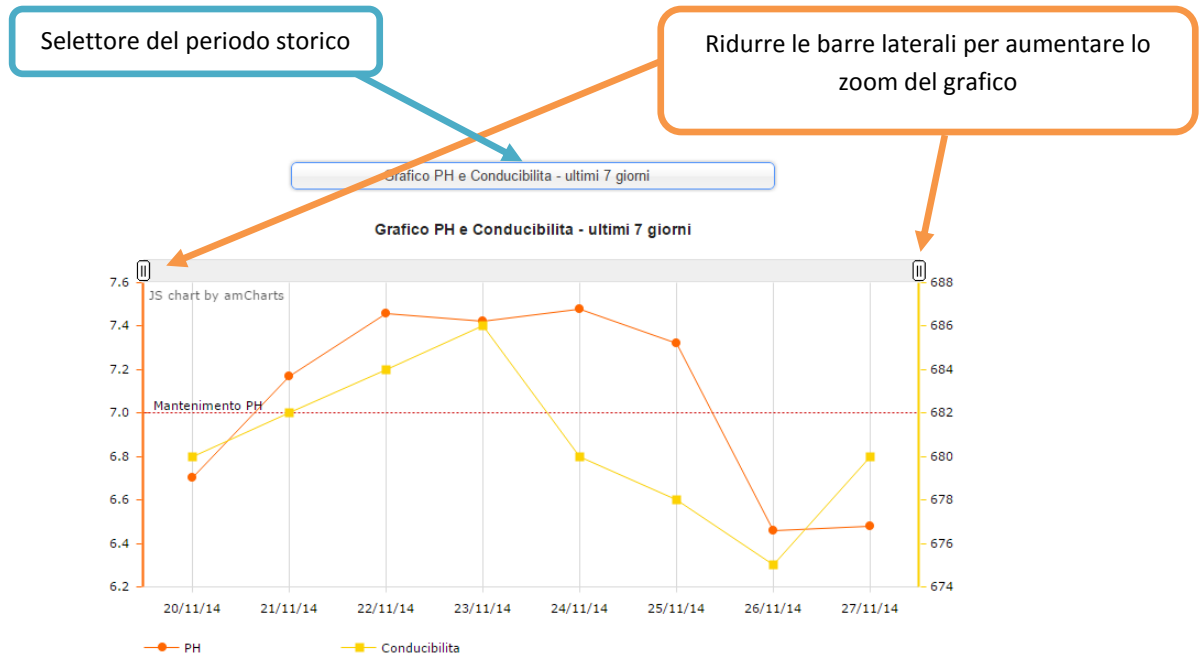 Selettore del periodo storico
Ridurre le barre laterali per aumentare lo
zoom del grafico
Grafico PH e Conducibilita - ultimi 7 giorni
Grafico PH e Conducibilita - ultimi 7 giorni
JS chart by amCharts
7.6
7.4
7.2
7.0
6.8
6.6
6.4
6.2
Mantenimento PH
688
686
684
682
680
678
676
674
20/11/14 21/11/14 22/11/14 23/11/14 24/11/14 25/11/14 26/11/14 27/11/14
PH Conducibilita